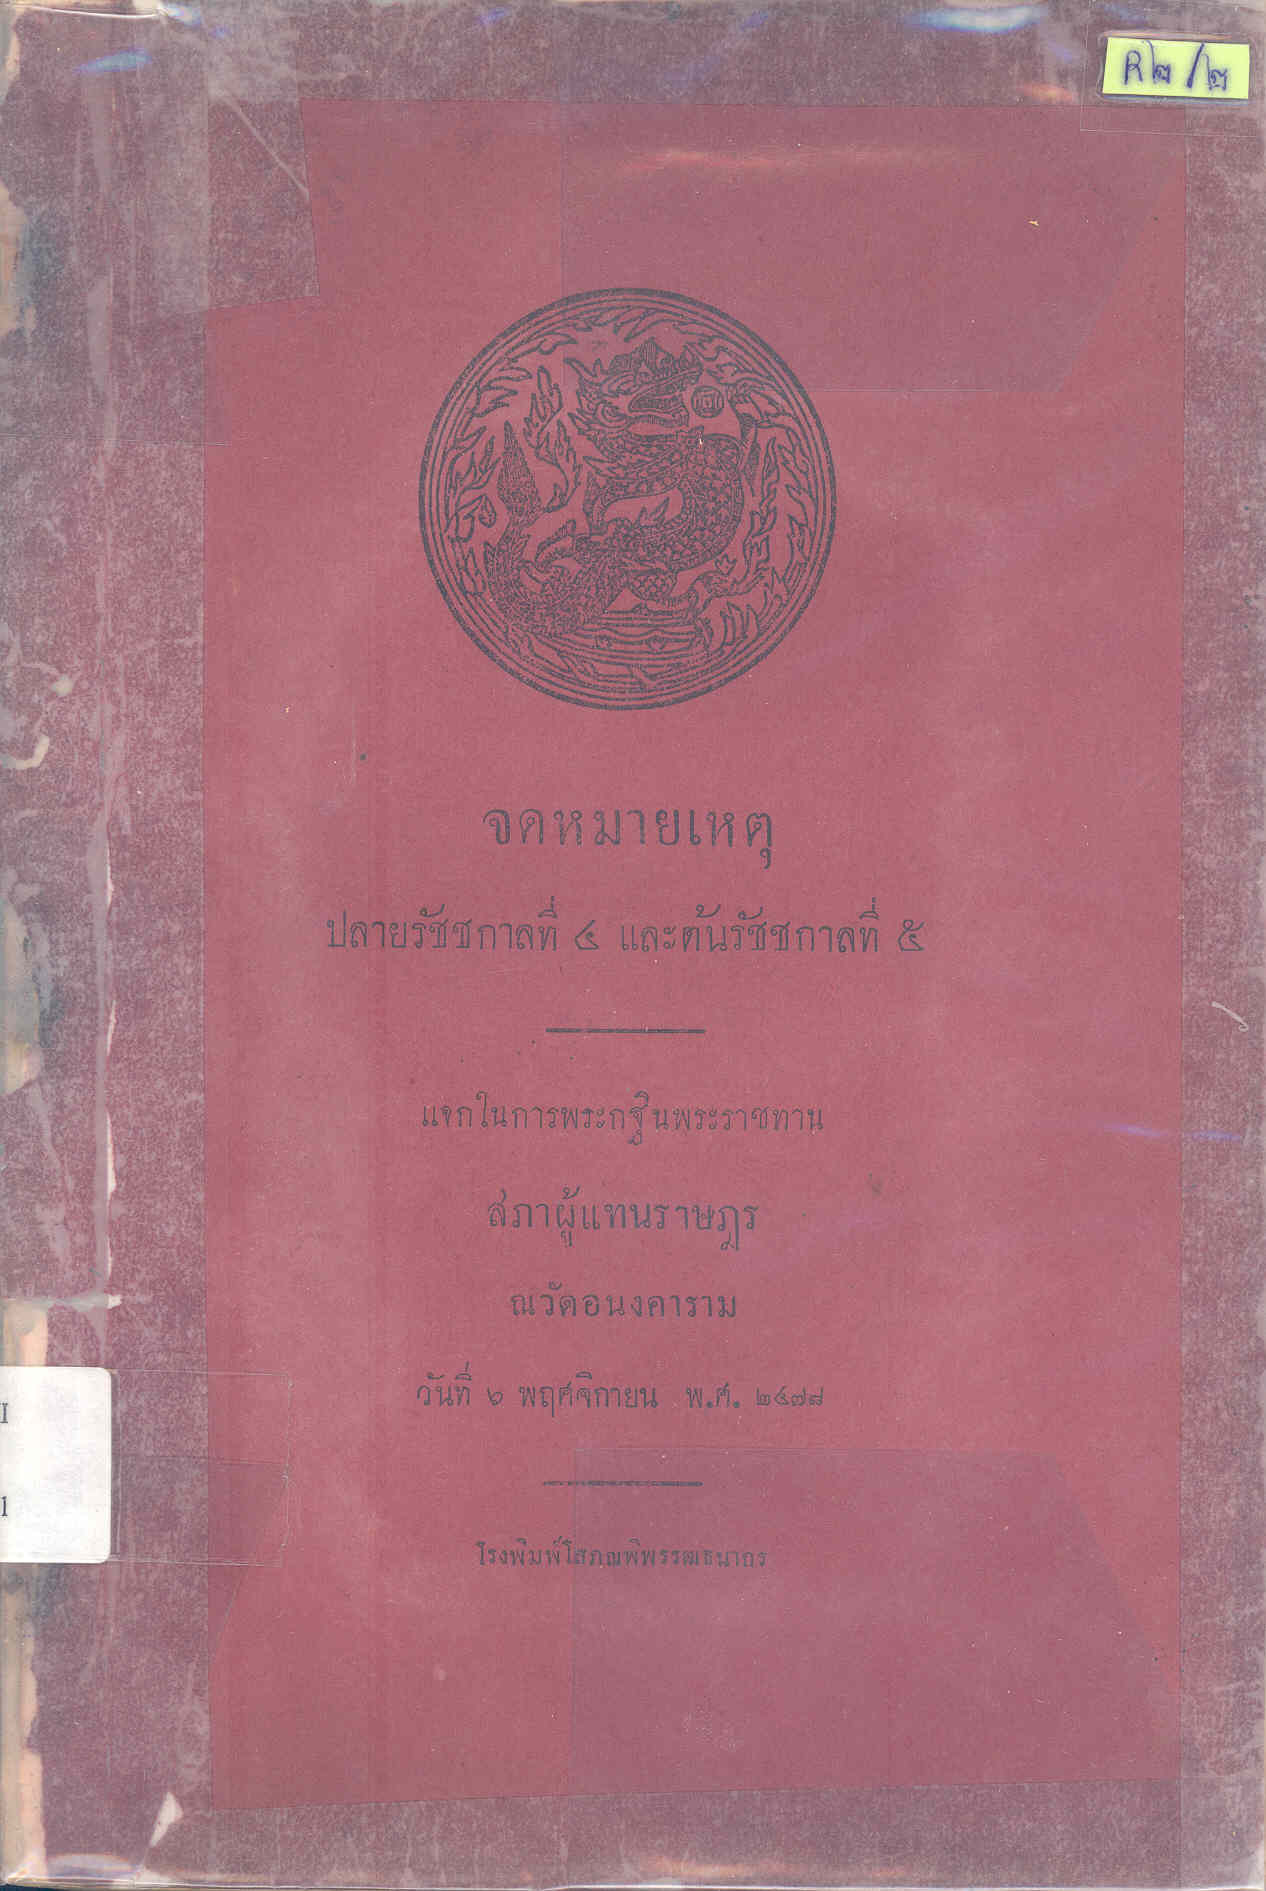 R๒/๒
จดหมายเหตุ
ปลายรัชชกาลที่ ๔ และต้นรัชชกาลที่ ๕
แจกในการพระกฐินพระราชทาน
สภาผู้แทนราษฎร
ณวัดอนงคาราม
วันที่ ๖ พฤศจิกายน พ.ศ. ๒๔๗๘
I
1
โรงพิมพ์โสภณพิพรรฒธนากร